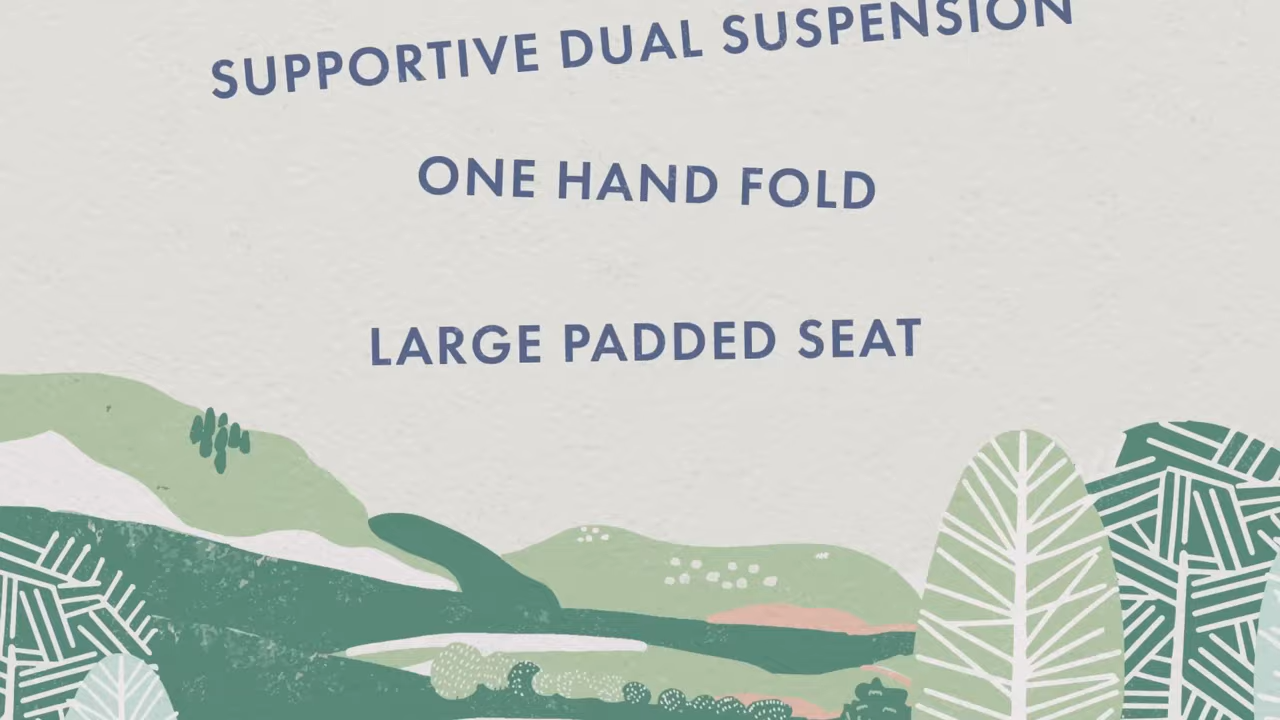 SUPPORTIVE DUAL SUSPENSION
ONE HAND FOLD
LARGE PADDED SEAT